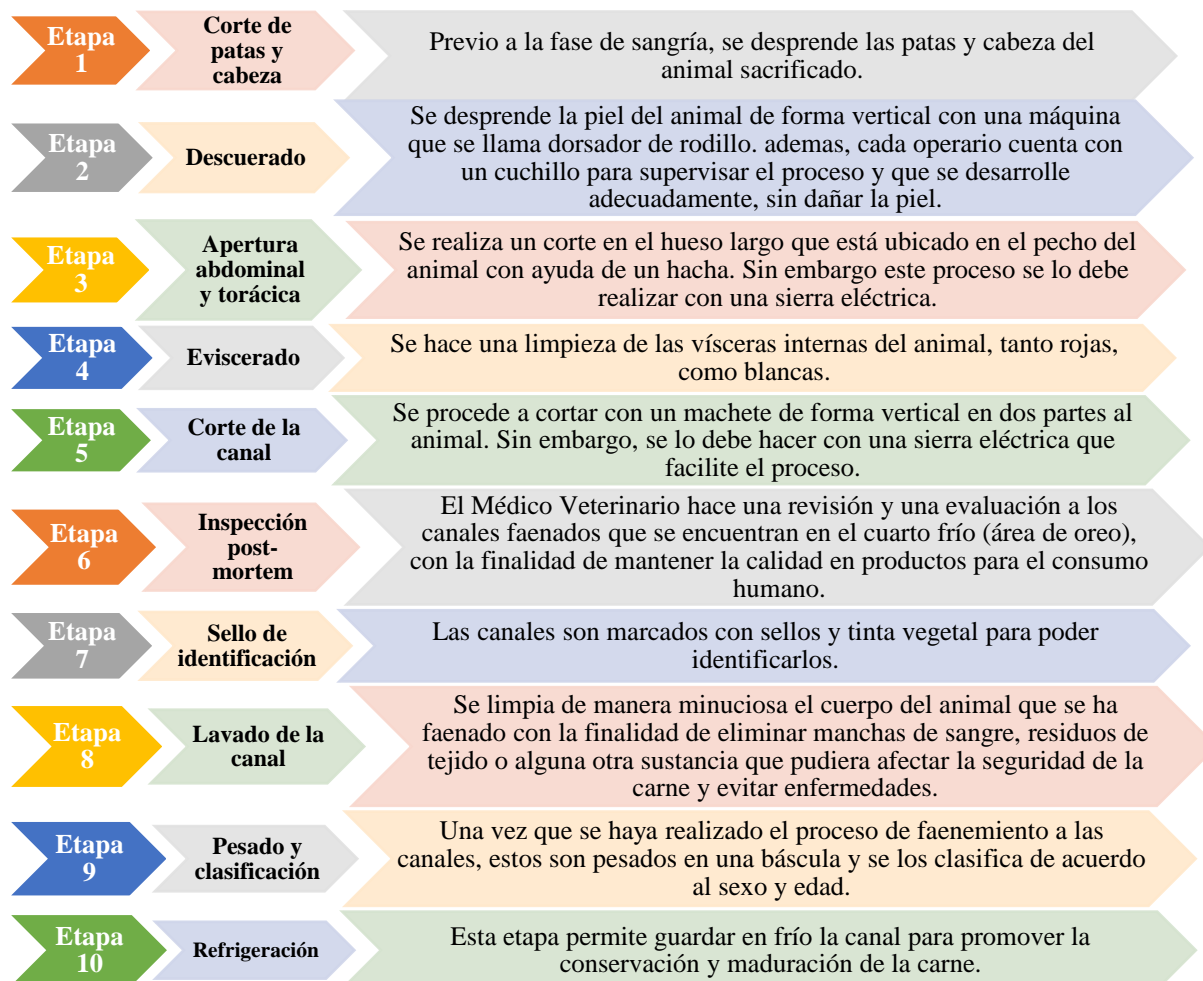 Etapa
1
Corte de
patas y
cabeza
Previo a la fase de sangría, se desprende las patas y cabeza del
animal sacrificado.
Etapa
2
Descuerado
Se desprende la piel del animal de forma vertical con una máquina
que se llama dorsador de rodillo. ademas, cada operario cuenta con
un cuchillo para supervisar el proceso y que se desarrolle
adecuadamente, sin dañar la piel.
Etapa
3
Apertura
abdominal
y torácica
Se realiza un corte en el hueso largo que está ubicado en el pecho del
animal con ayuda de un hacha. Sin embargo este proceso se lo debe
realizar con una sierra eléctrica.
Etapa
4
Eviscerado
Se hace una limpieza de las vísceras internas del animal, tanto rojas,
como blancas.
Etapa
5
Corte de la
canal
Se procede a cortar con un machete de forma vertical en dos partes al
animal. Sin embargo, se lo debe hacer con una sierra eléctrica que
facilite el proceso.
Etapa
6
Inspección
post-
mortem
El Médico Veterinario hace una revisión y una evaluación a los
canales faenados que se encuentran en el cuarto frío (área de oreo),
con la finalidad de mantener la calidad en productos para el consumo
humano.
Etapa
7
Sello de
identificación
Las canales son marcados con sellos y tinta vegetal para poder
identificarlos.
Etapa
8
Lavado de la
canal
Se limpia de manera minuciosa el cuerpo del animal que se ha
faenado con la finalidad de eliminar manchas de sangre, residuos de
tejido o alguna otra sustancia que pudiera afectar la seguridad de la
carne y evitar enfermedades.
Etapa
9
Pesado y
clasificación
Una vez que se haya realizado el proceso de faenemiento a las
canales, estos son pesados en una báscula y se los clasifica de acuerdo
al sexo y edad.
Etapa
10
Refrigeración
Esta etapa permite guardar en frío la canal para promover la
conservación y maduración de la carne.